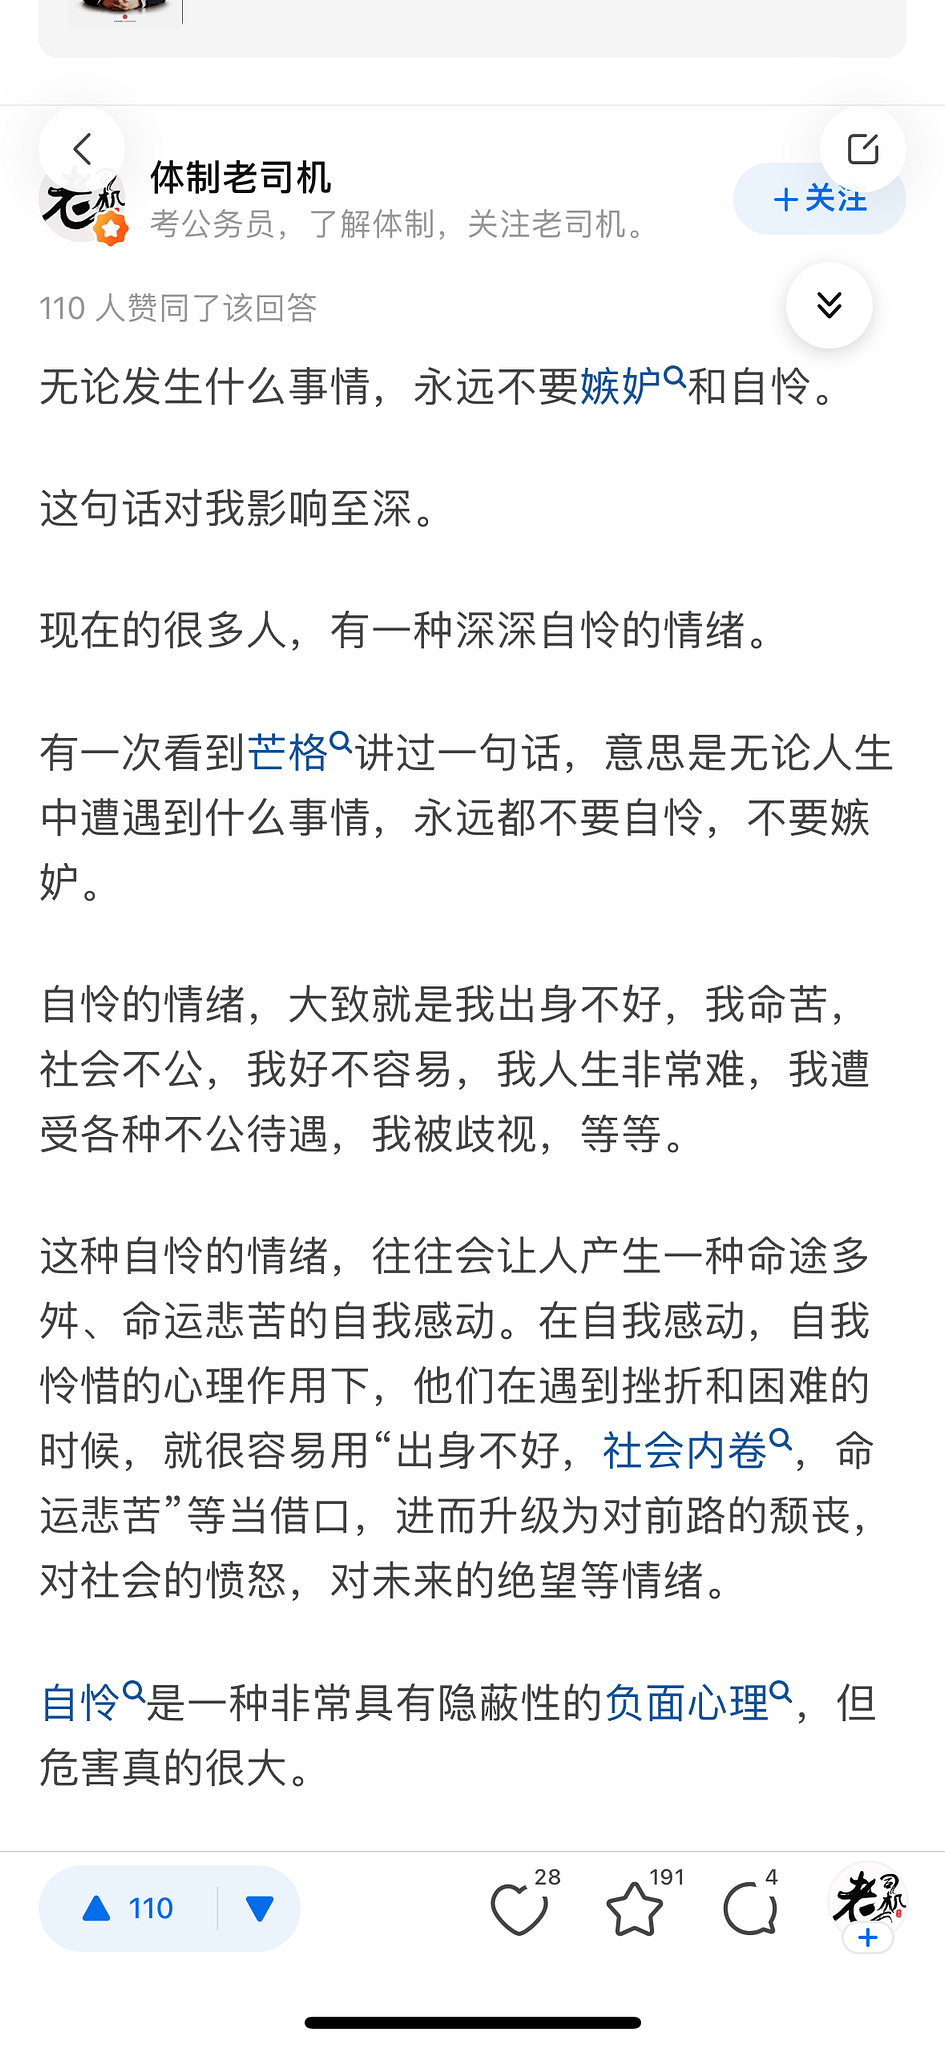 体制老司机
考公务员，了解体制，关注老司机。
+ 关注
110 人赞同了该回答
无论发生什么事情，永远不要嫉妒和自怜。
这句话对我影响至深。
现在的很多人，有一种深深自怜的情绪。
有一次看到芒格讲过一句话，意思是无论人生
中遭遇到什么事情，永远都不要自怜，不要嫉
妒。
自怜的情绪，大致就是我出身不好，我命苦，
社会不公，我好不容易，我人生非常难，我遭
受各种不公待遇，我被歧视，等等。
这种自怜的情绪，往往会让人产生一种命途多
舛、命运悲苦的自我感动。在自我感动，自我
怜惜的心理作用下，他们在遇到挫折和困难的
时候，就很容易用“出身不好，社会内卷，命
运悲苦”等当借口，进而升级为对前路的颓丧，
对社会的愤怒，对未来的绝望等情绪。
自怜是一种非常具有隐蔽性的负面心理，但
危害真的很大。
110
28
191
4
老司机